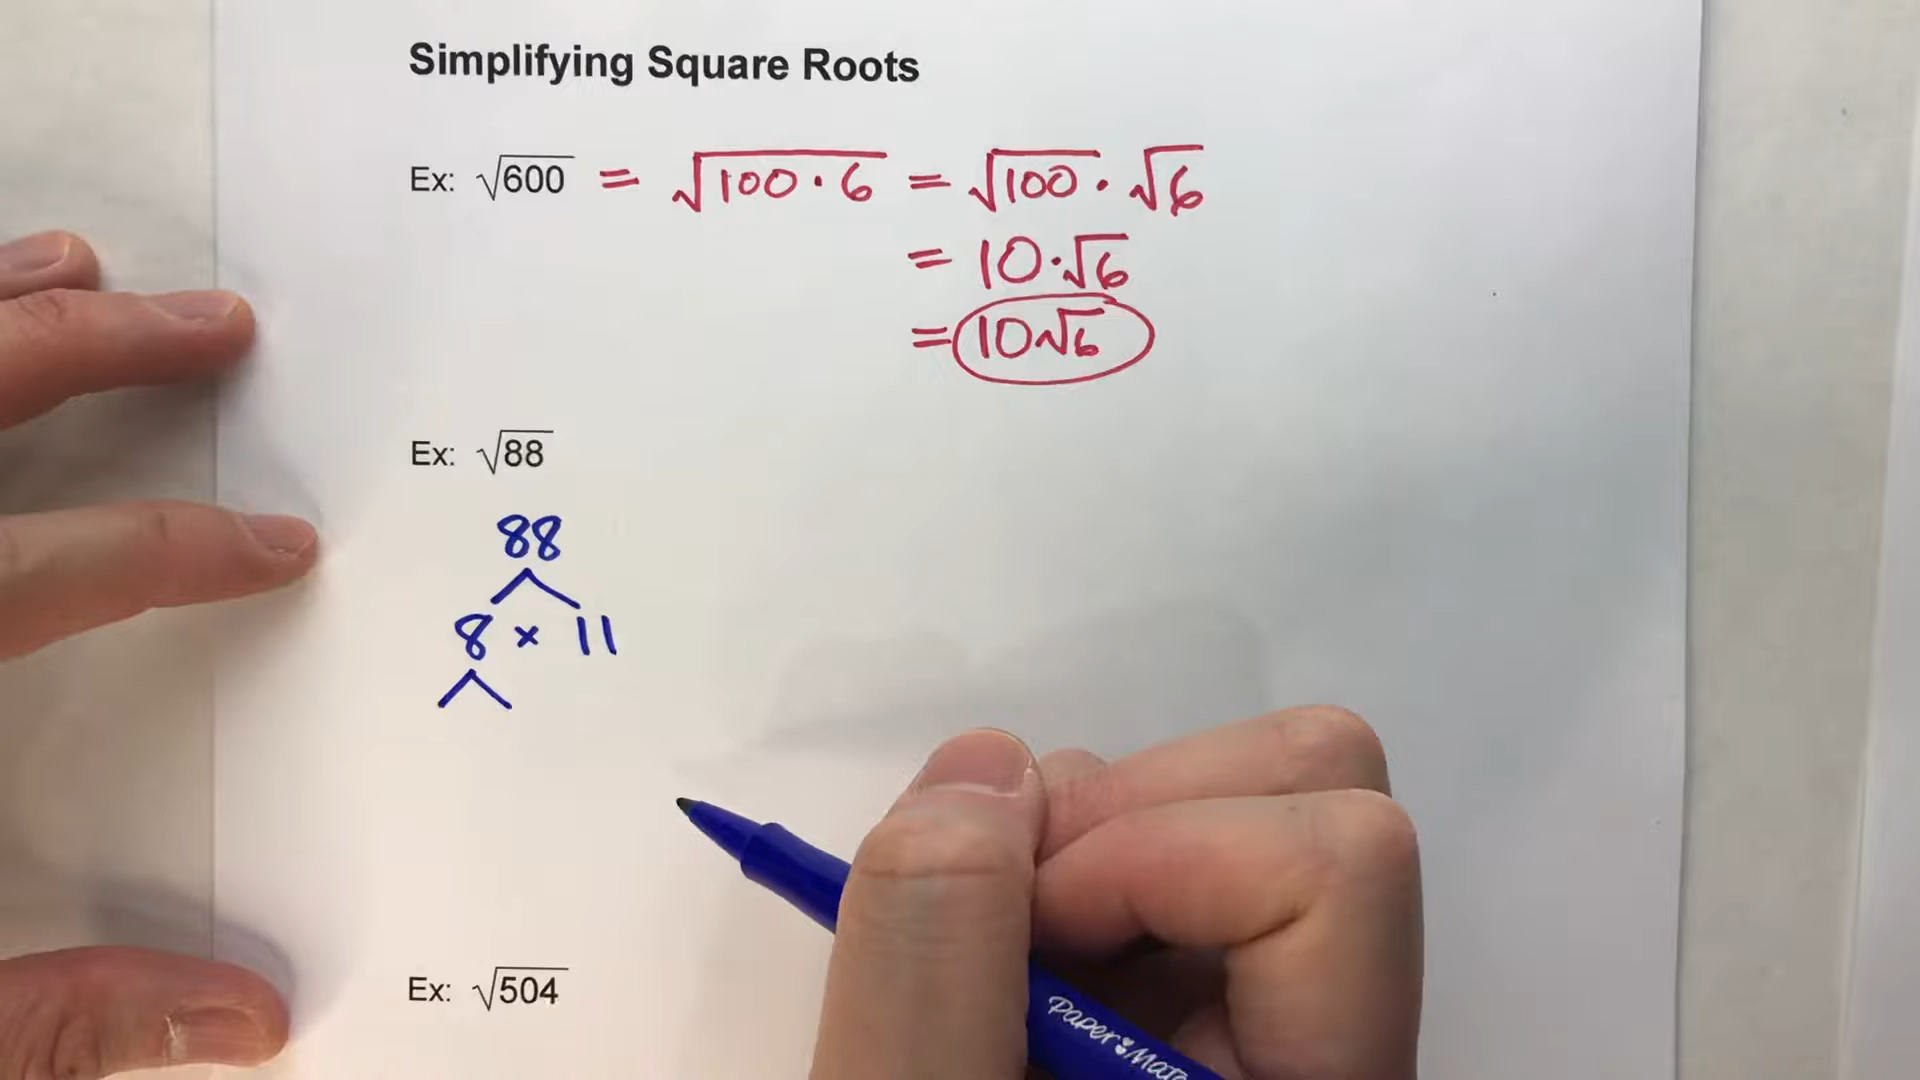 Simplifying Square Roots
Ex: √600 = √100 · 6 = √100 · √6
= 10 · √6
= 10√6
Ex: √88
88
8 × 11
Ex: √504
Paper Mate